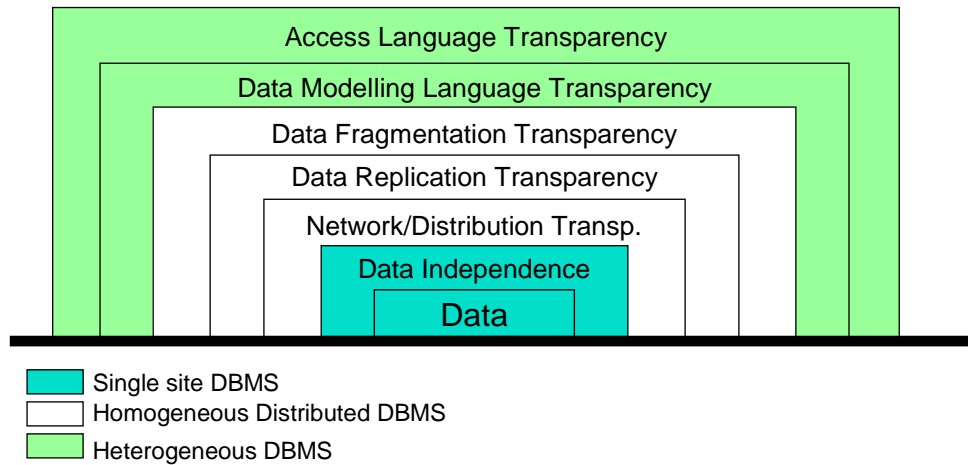 Access Language Transparency
Data Modelling Language Transparency
Data Fragmentation Transparency
Data Replication Transparency
Network/Distribution Transp.
Data Independence
Data
Single site DBMS
Homogeneous Distributed DBMS
Heterogeneous DBMS